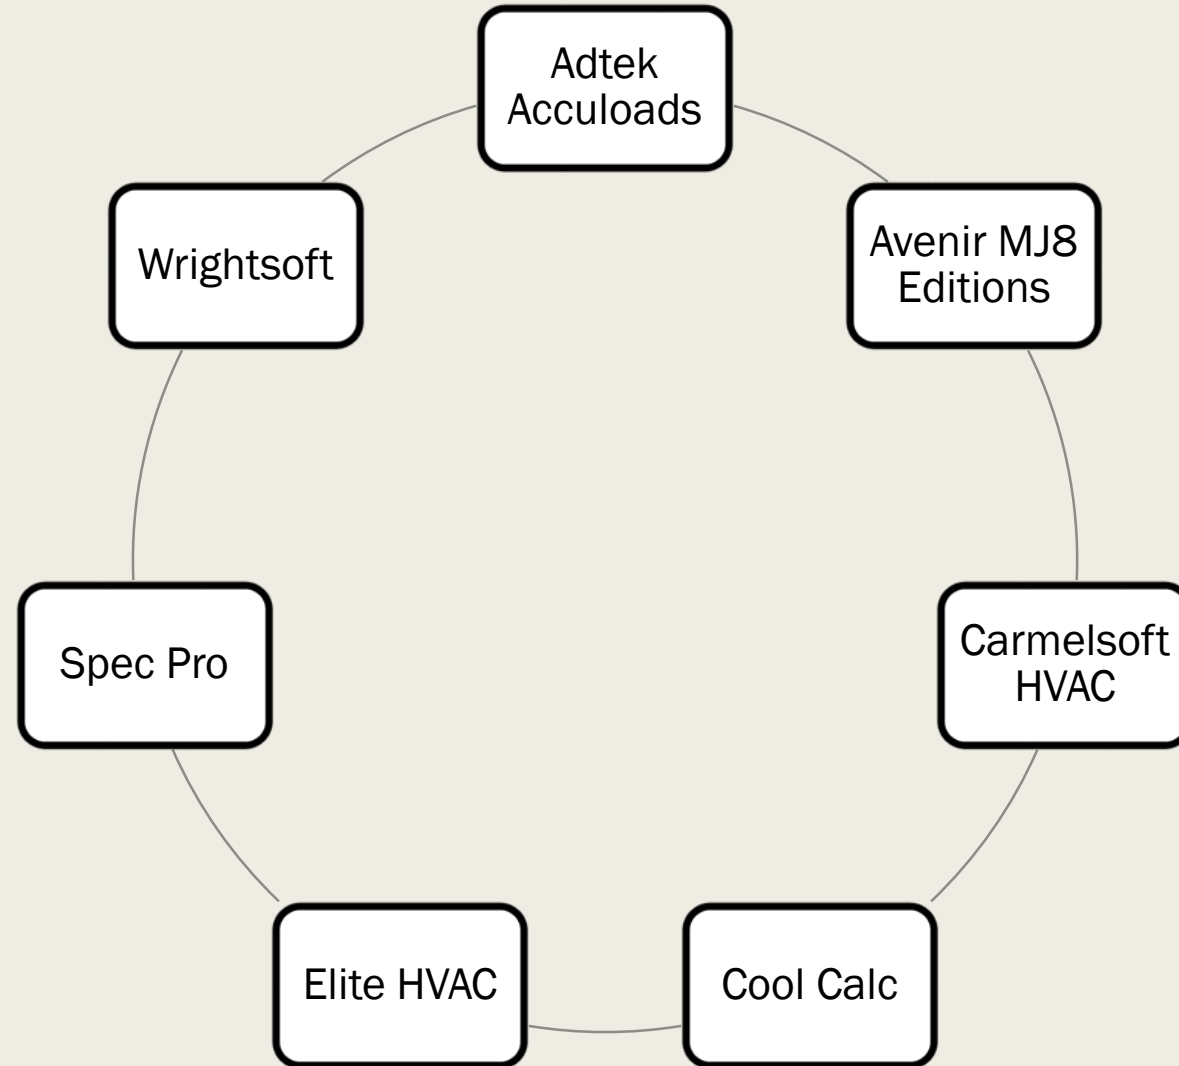 Adtek
Acculoads
Wrightsoft
Avenir MJ8
Editions
Spec Pro
Carmelsoft
HVAC
Elite HVAC
Cool Calc